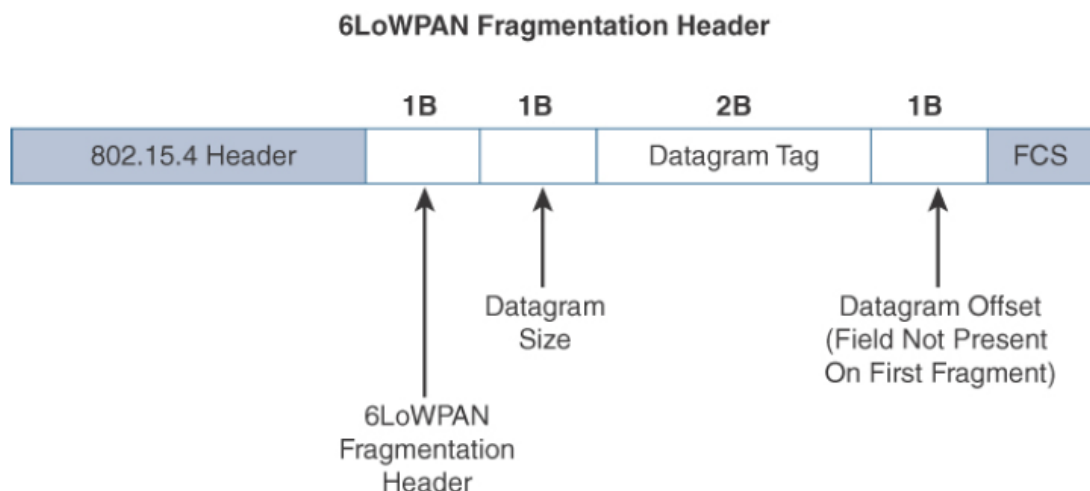 6LoWPAN Fragmentation Header
1B 1B 2B 1B
802.15.4 Header Datagram Tag FCS
Datagram
Size
Datagram Offset
(Field Not Present
On First Fragment)
6LoWPAN
Fragmentation
Header